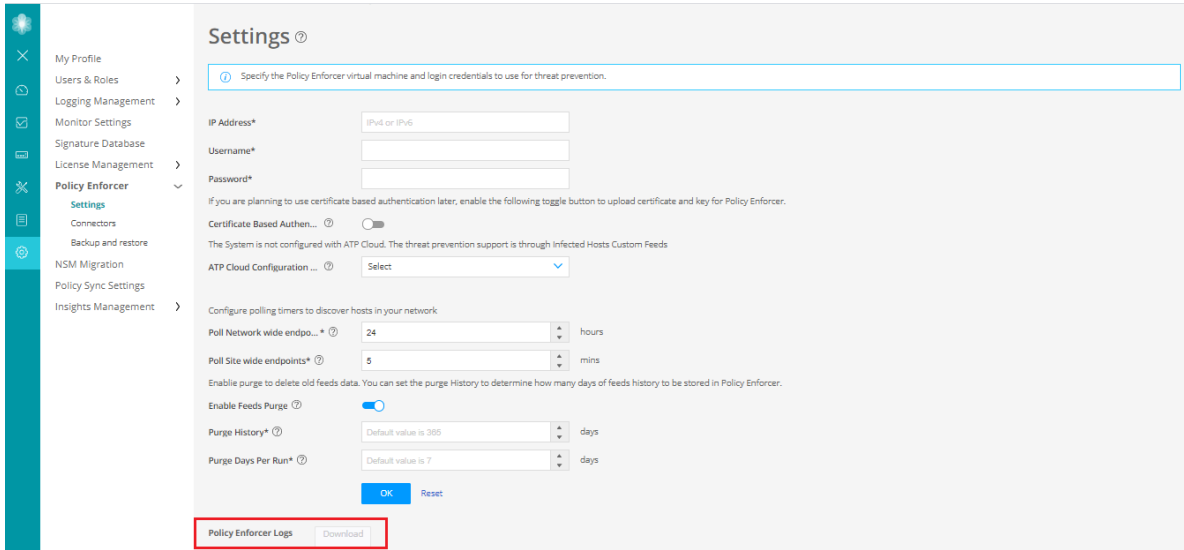 Settings
Specify the Policy Enforcer virtual machine and login credentials to use for threat prevention.
My Profile
Users & Roles
Logging Management
Monitor Settings
Signature Database
License Management
Policy Enforcer
Settings
Connectors
Backup and restore
NSM Migration
Policy Sync Settings
Insights Management
IP Address* IPv4 or IPv6
Username*
Password*
If you are planning to use certificate based authentication later, enable the following toggle button to upload certificate and key for Policy Enforcer.
Certificate Based Authen...
The System is not configured with ATP Cloud. The threat prevention support is through Infected Hosts Custom Feeds
ATP Cloud Configuration ... Select
Configure polling timers to discover hosts in your network
Poll Network wide endpo... * 24 hours
Poll Site wide endpoints* 5 mins
Enablie purge to delete old feeds data. You can set the purge History to determine how many days of feeds history to be stored in Policy Enforcer.
Enable Feeds Purge
Purge History* Default value is 365 days
Purge Days Per Run* Default value is 7 days
OK Reset
Policy Enforcer Logs Download